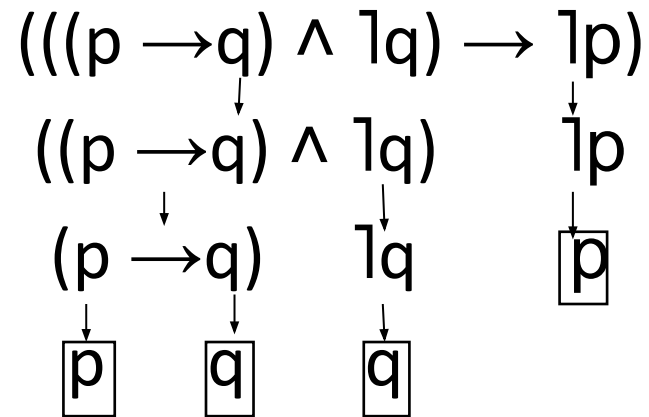 (((p → q) ∧ ˥q) → ˥p)
((p → q) ∧ ˥q) ˥p
(p → q) ˥q p
p q q